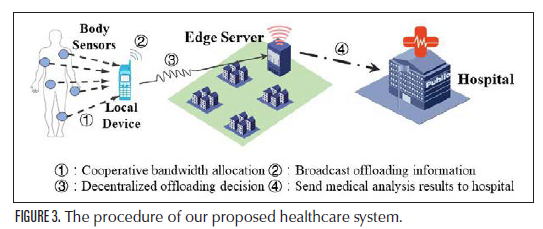 Body
Sensors
②
Edge Server
③
④
Public
Hospital
Local
Device
①
① : Cooperative bandwidth allocation ② : Broadcast offloading information
③ : Decentralized offloading decision ④ : Send medical analysis results to hospital
FIGURE 3. The procedure of our proposed healthcare system.